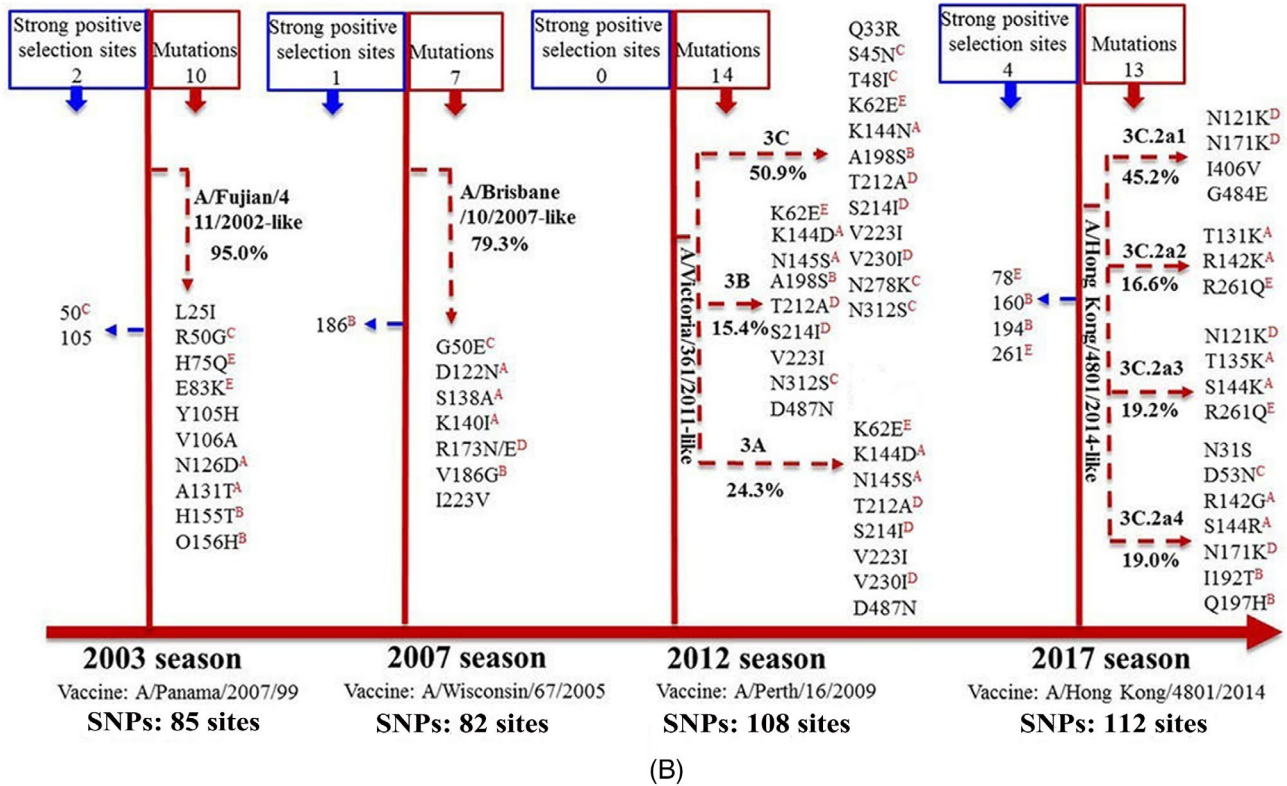 Strong positive
selection sites
2
Mutations
10
A/Fujian/4
11/2002-like
95.0%
50C
105
L25I
R50GC
H75QE
E83KE
Y105H
V106A
N126DA
A131TA
H155TB
O156HB
Strong positive
selection sites
1
Mutations
7
A/Brisbane
/10/2007-like
79.3%
186B
G50EC
D122NA
S138AA
K140IA
R173N/ED
V186GB
I223V
Strong positive
selection sites
0
Mutations
14
A/Victoria/361/2011-like
3C
50.9%
Q33R
S45NC
T48IC
K62EE
K144NA
A198SB
T212AD
S214ID
V223I
V230ID
N278KC
N312SC
3B
15.4%
K62EE
K144DA
N145SA
A198SB
T212AD
S214ID
V223I
N312SC
D487N
3A
24.3%
K62EE
K144DA
N145SA
T212AD
S214ID
V223I
V230ID
D487N
Strong positive
selection sites
4
Mutations
13
A/Hong Kong/4801/2014-like
78E
160B
194B
261E
3C.2a1
45.2%
N121KD
N171KD
I406V
G484E
3C.2a2
16.6%
T131KA
R142KA
R261QE
3C.2a3
19.2%
N121KD
T135KA
S144KA
R261QE
3C.2a4
19.0%
N31S
D53NC
R142GA
S144RA
N171KD
I192TB
Q197HB
2003 season
Vaccine: A/Panama/2007/99
SNPs: 85 sites
2007 season
Vaccine: A/Wisconsin/67/2005
SNPs: 82 sites
2012 season
Vaccine: A/Perth/16/2009
SNPs: 108 sites
2017 season
Vaccine: A/Hong Kong/4801/2014
SNPs: 112 sites
(B)